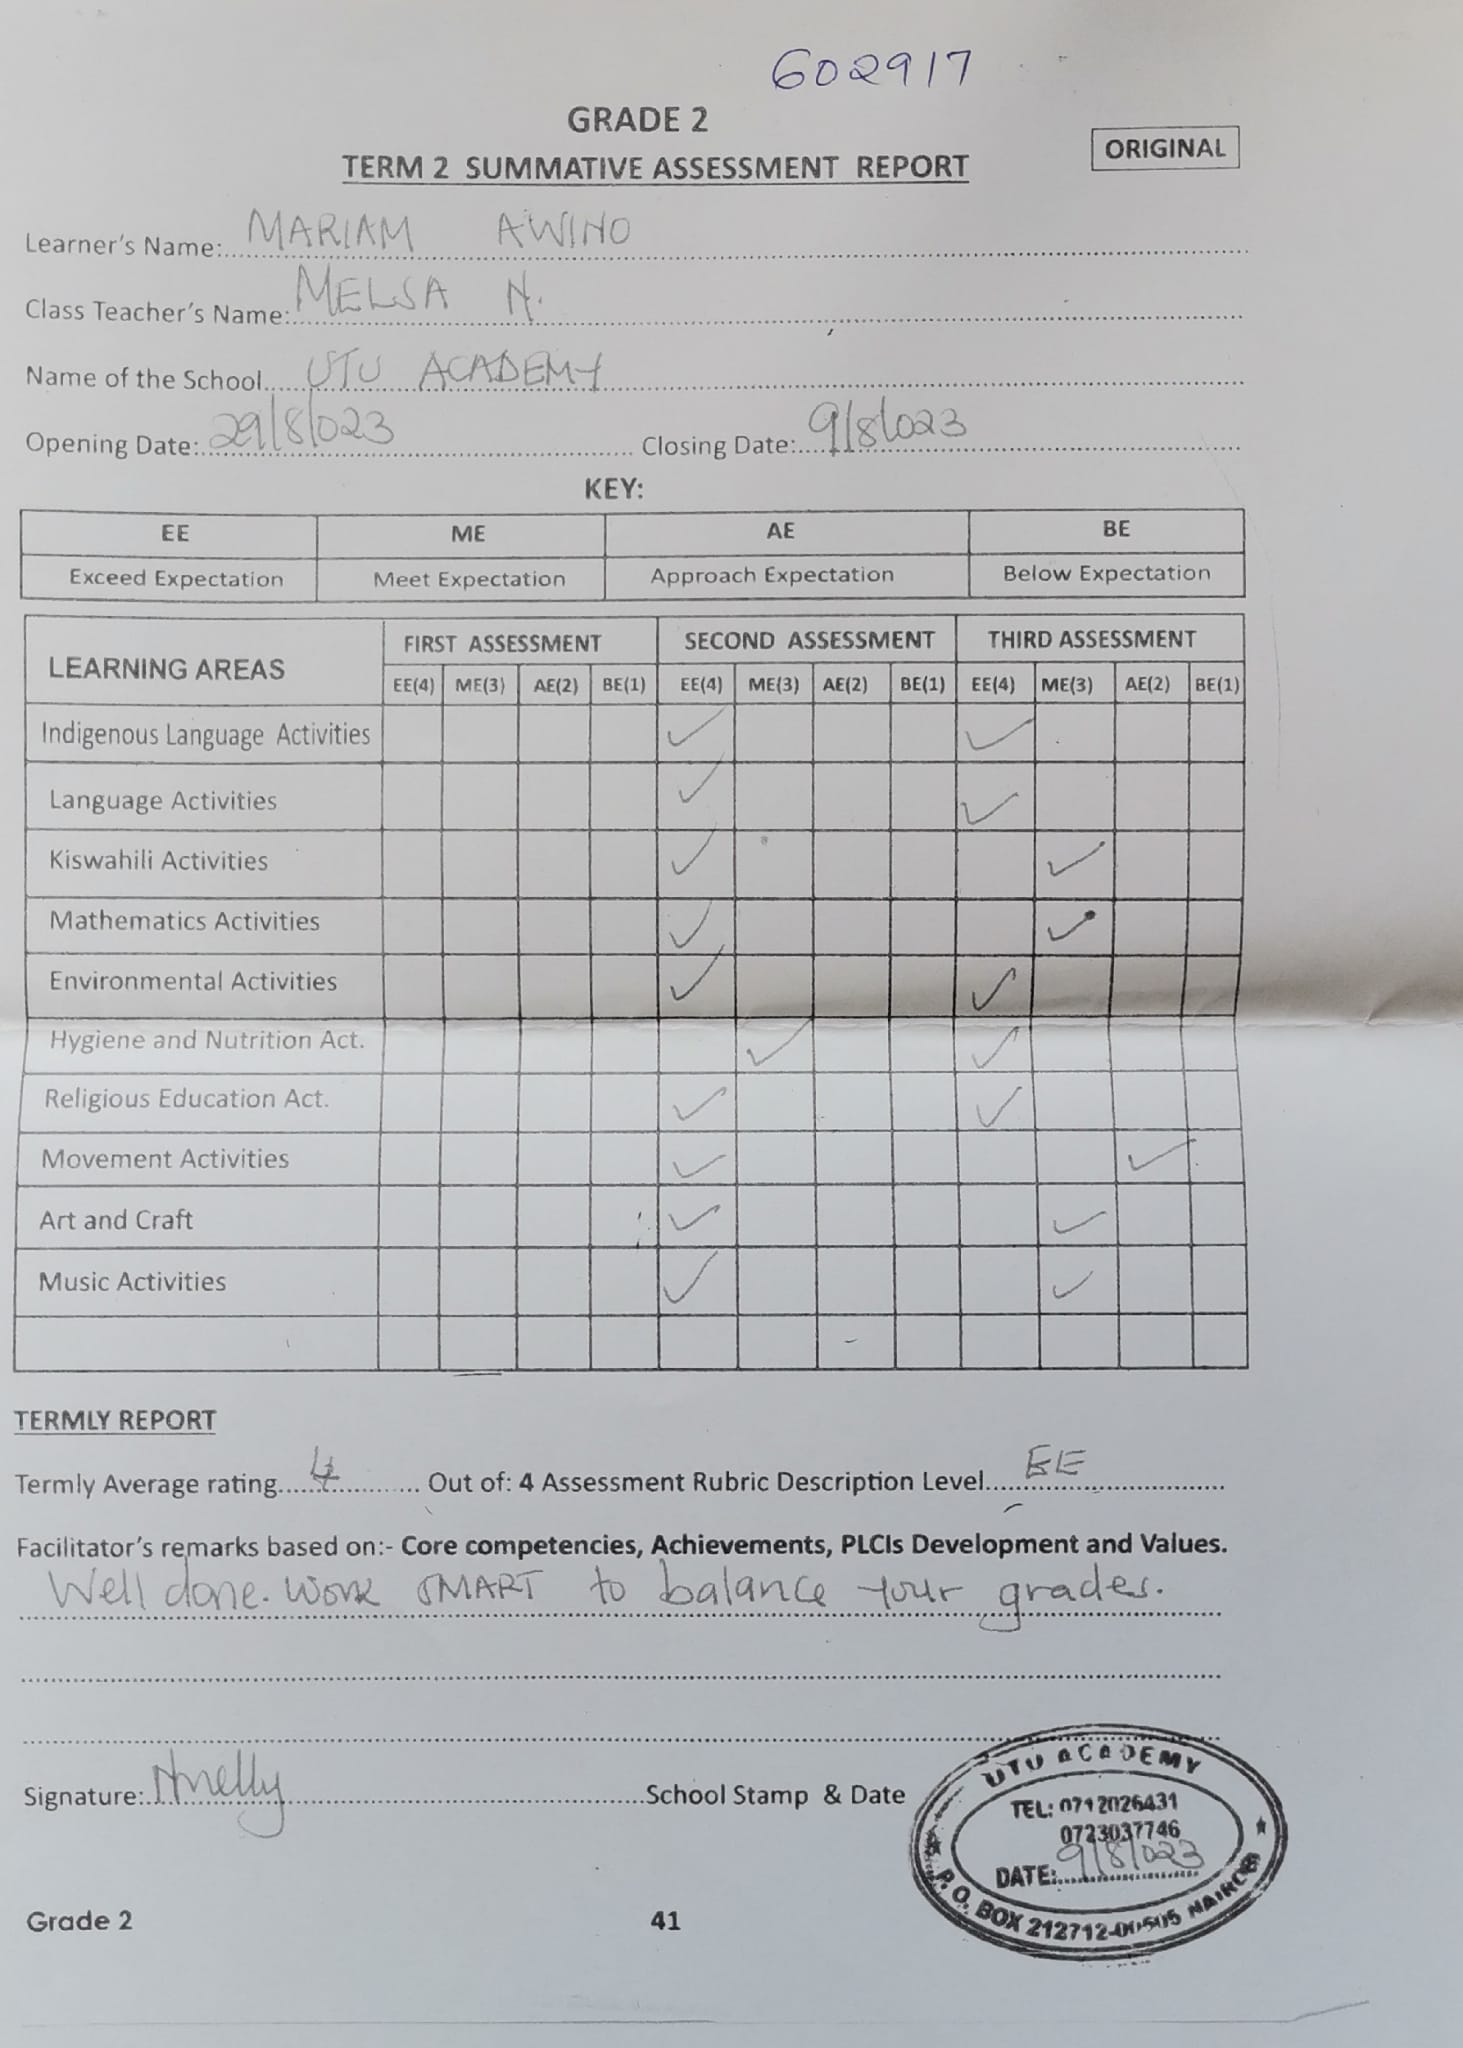 602917
GRADE 2
ORIGINAL
TERM 2 SUMMATIVE ASSESSMENT REPORT
Learner's Name: MARIAM AWINO
Class Teacher's Name: MELSA N.
Name of the School UTU ACADEMY
Opening Date: 29/8/023 Closing Date: 9/8/023
KEY:
EE ME AE BE
Exceed Expectation Meet Expectation Approach Expectation Below Expectation
LEARNING AREAS FIRST ASSESSMENT SECOND ASSESSMENT THIRD ASSESSMENT
EE(4) ME(3) AE(2) BE(1) EE(4) ME(3) AE(2) BE(1) EE(4) ME(3) AE(2) BE(1)
Indigenous Language Activities ✓ ✓
Language Activities ✓ ✓
Kiswahili Activities ✓ ✓
Mathematics Activities ✓ ✓
Environmental Activities ✓ ✓
Hygiene and Nutrition Act. ✓ ✓
Religious Education Act. ✓ ✓
Movement Activities ✓ ✓
Art and Craft ✓ ✓
Music Activities ✓ ✓
TERMLY REPORT
Termly Average rating 4 Out of: 4 Assessment Rubric Description Level EE
Facilitator's remarks based on:- Core competencies, Achievements, PLCIs Development and Values.
Well done. Work SMART to balance your grades.
Signature: School Stamp & Date
UTU ACADEMY
TEL: 0712026431
0723037746
DATE: 9/8/023
P. O. BOX 212712-00505 NAIROBI
Grade 2 41